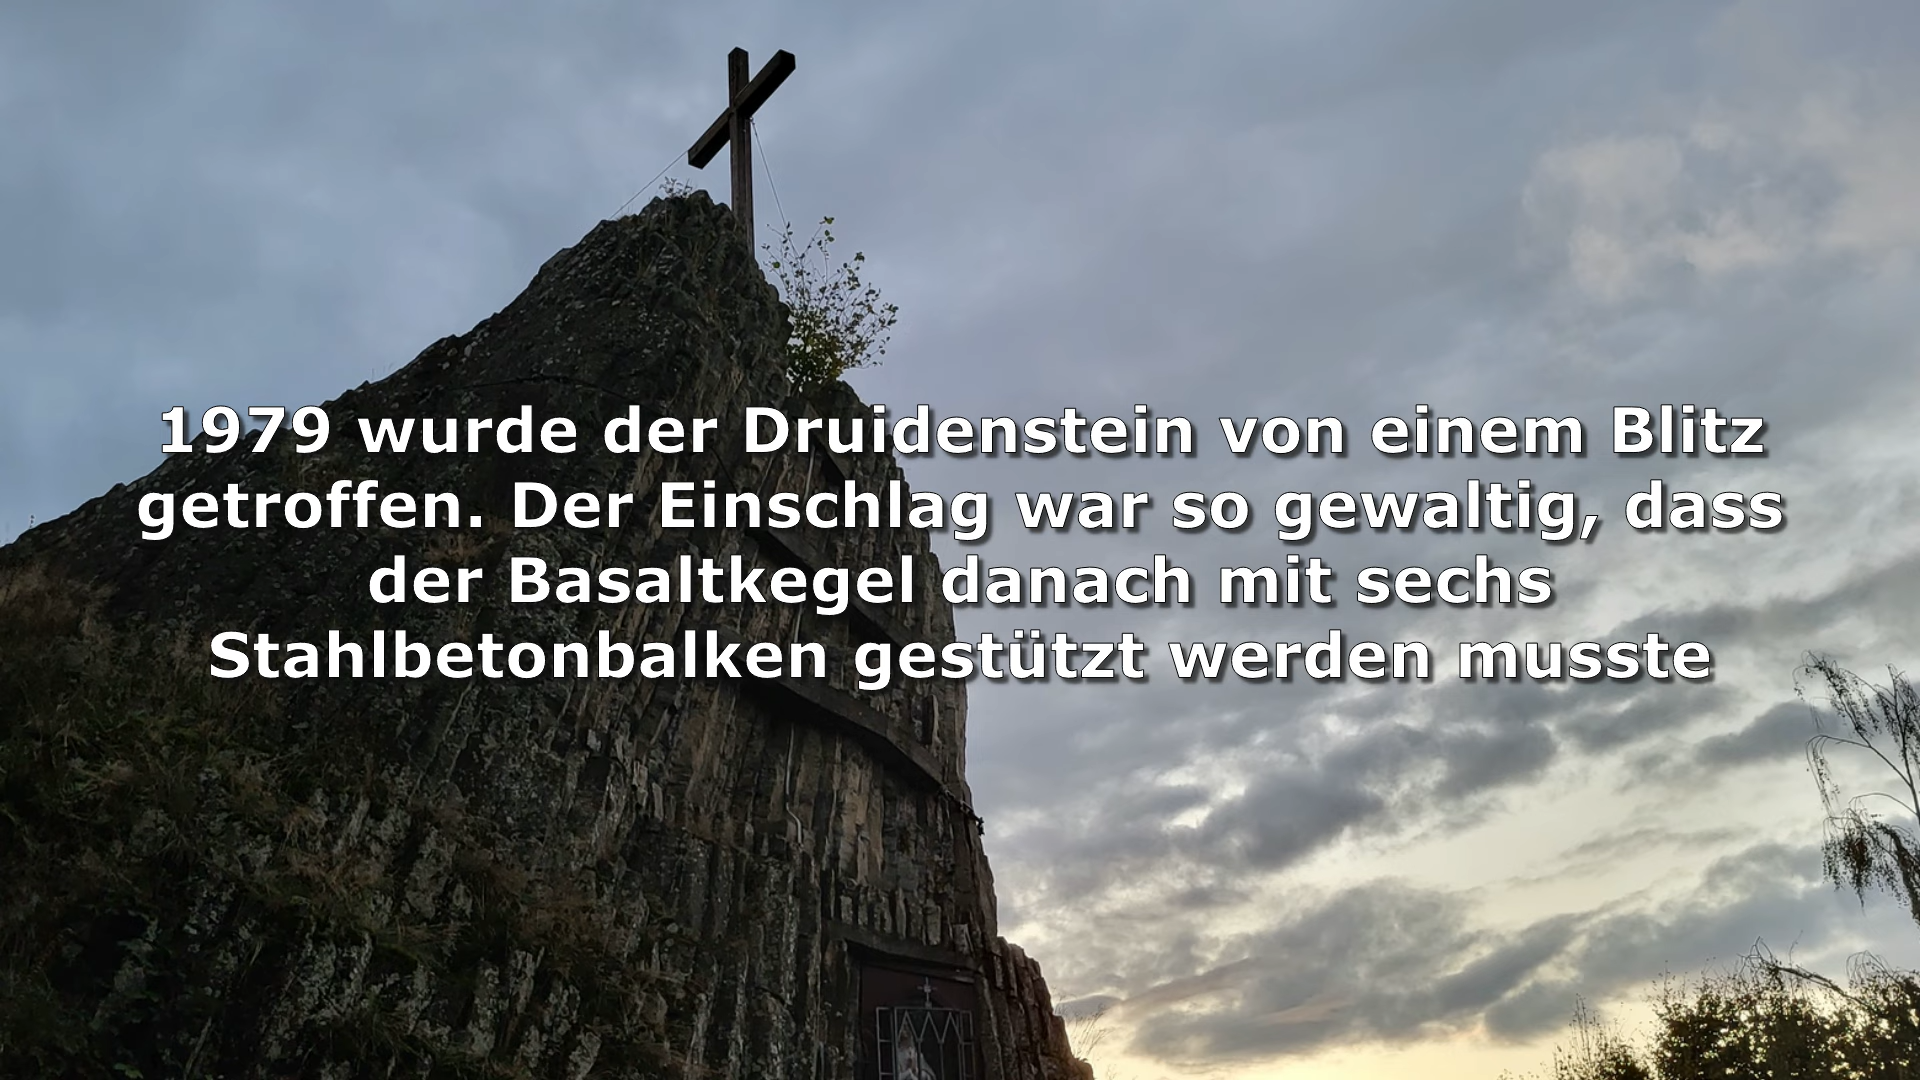 1979 wurde der Druidenstein von einem Blitz
getroffen. Der Einschlag war so gewaltig, dass
der Basaltkegel danach mit sechs
Stahlbetonbalken gestützt werden musste